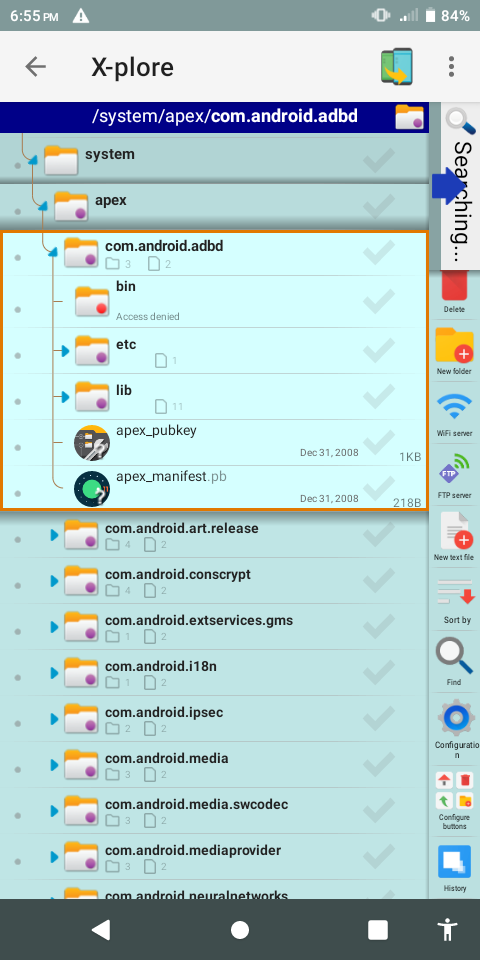 6:55 PM
84%
X-plore
/system/apex/com.android.adbd
Searching...
system
apex
com.android.adbd
3 2
bin
Access denied
etc
1
lib
11
apex_pubkey
Dec 31, 2008 1KB
apex_manifest.pb
Dec 31, 2008 218B
com.android.art.release
4 2
com.android.conscrypt
4 2
com.android.extservices.gms
1 2
com.android.i18n
1 2
com.android.ipsec
2 2
com.android.media
3 2
com.android.media.swcodec
3 2
com.android.mediaprovider
3 2
com.android.neuralnetworks
Delete
New folder
WiFi server
FTP
FTP server
New text file
Sort by
Find
Configuratio
n
Configure
buttons
History